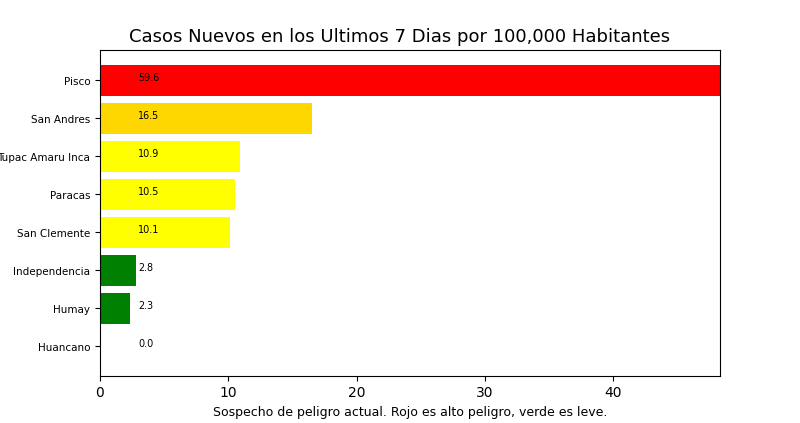 Casos Nuevos en los Ultimos 7 Dias por 100,000 Habitantes
Pisco 59.6
San Andres 16.5
Tupac Amaru Inca 10.9
Paracas 10.5
San Clemente 10.1
Independencia 2.8
Humay 2.3
Huancano 0.0
0 10 20 30 40
Sospecho de peligro actual. Rojo es alto peligro, verde es leve.